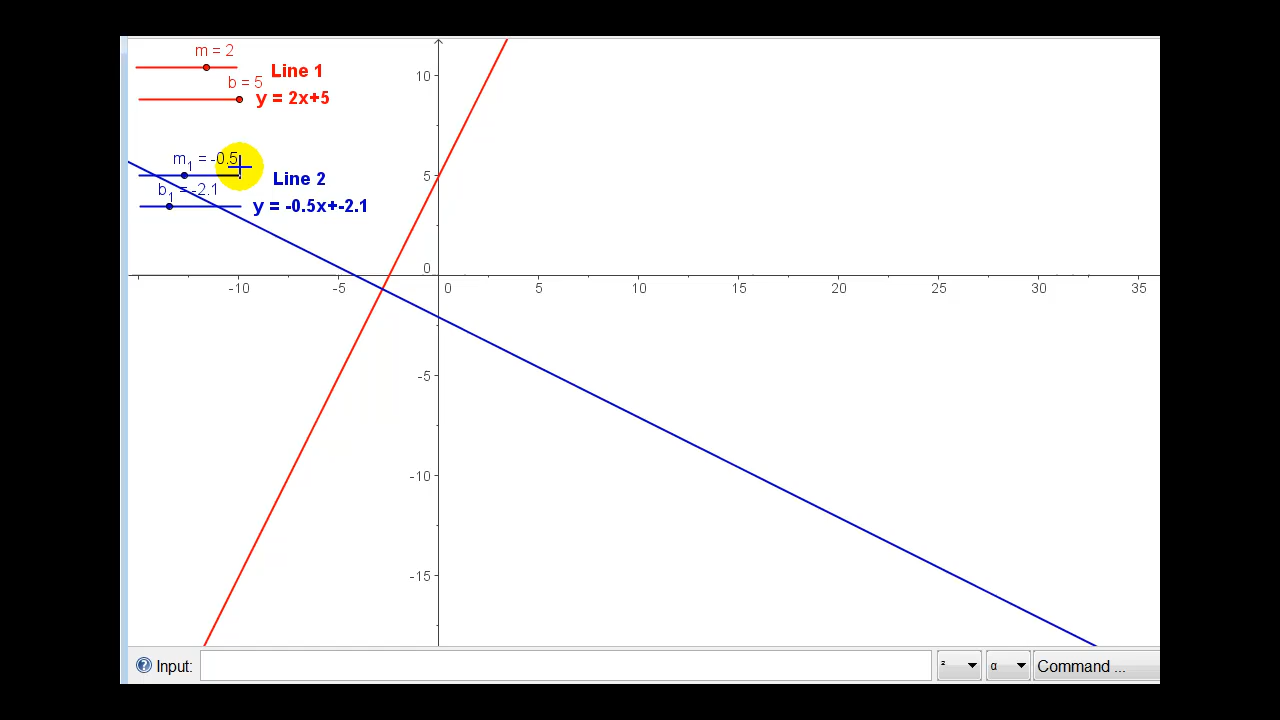 m = 2
Line 1
b = 5
y = 2x+5
m1 = -0.5
Line 2
b1 = -2.1
y = -0.5x+-2.1
10
5
0
-10 -5 0 5 10 15 20 25 30 35
-5
-10
-15
Input: ² α Command ...